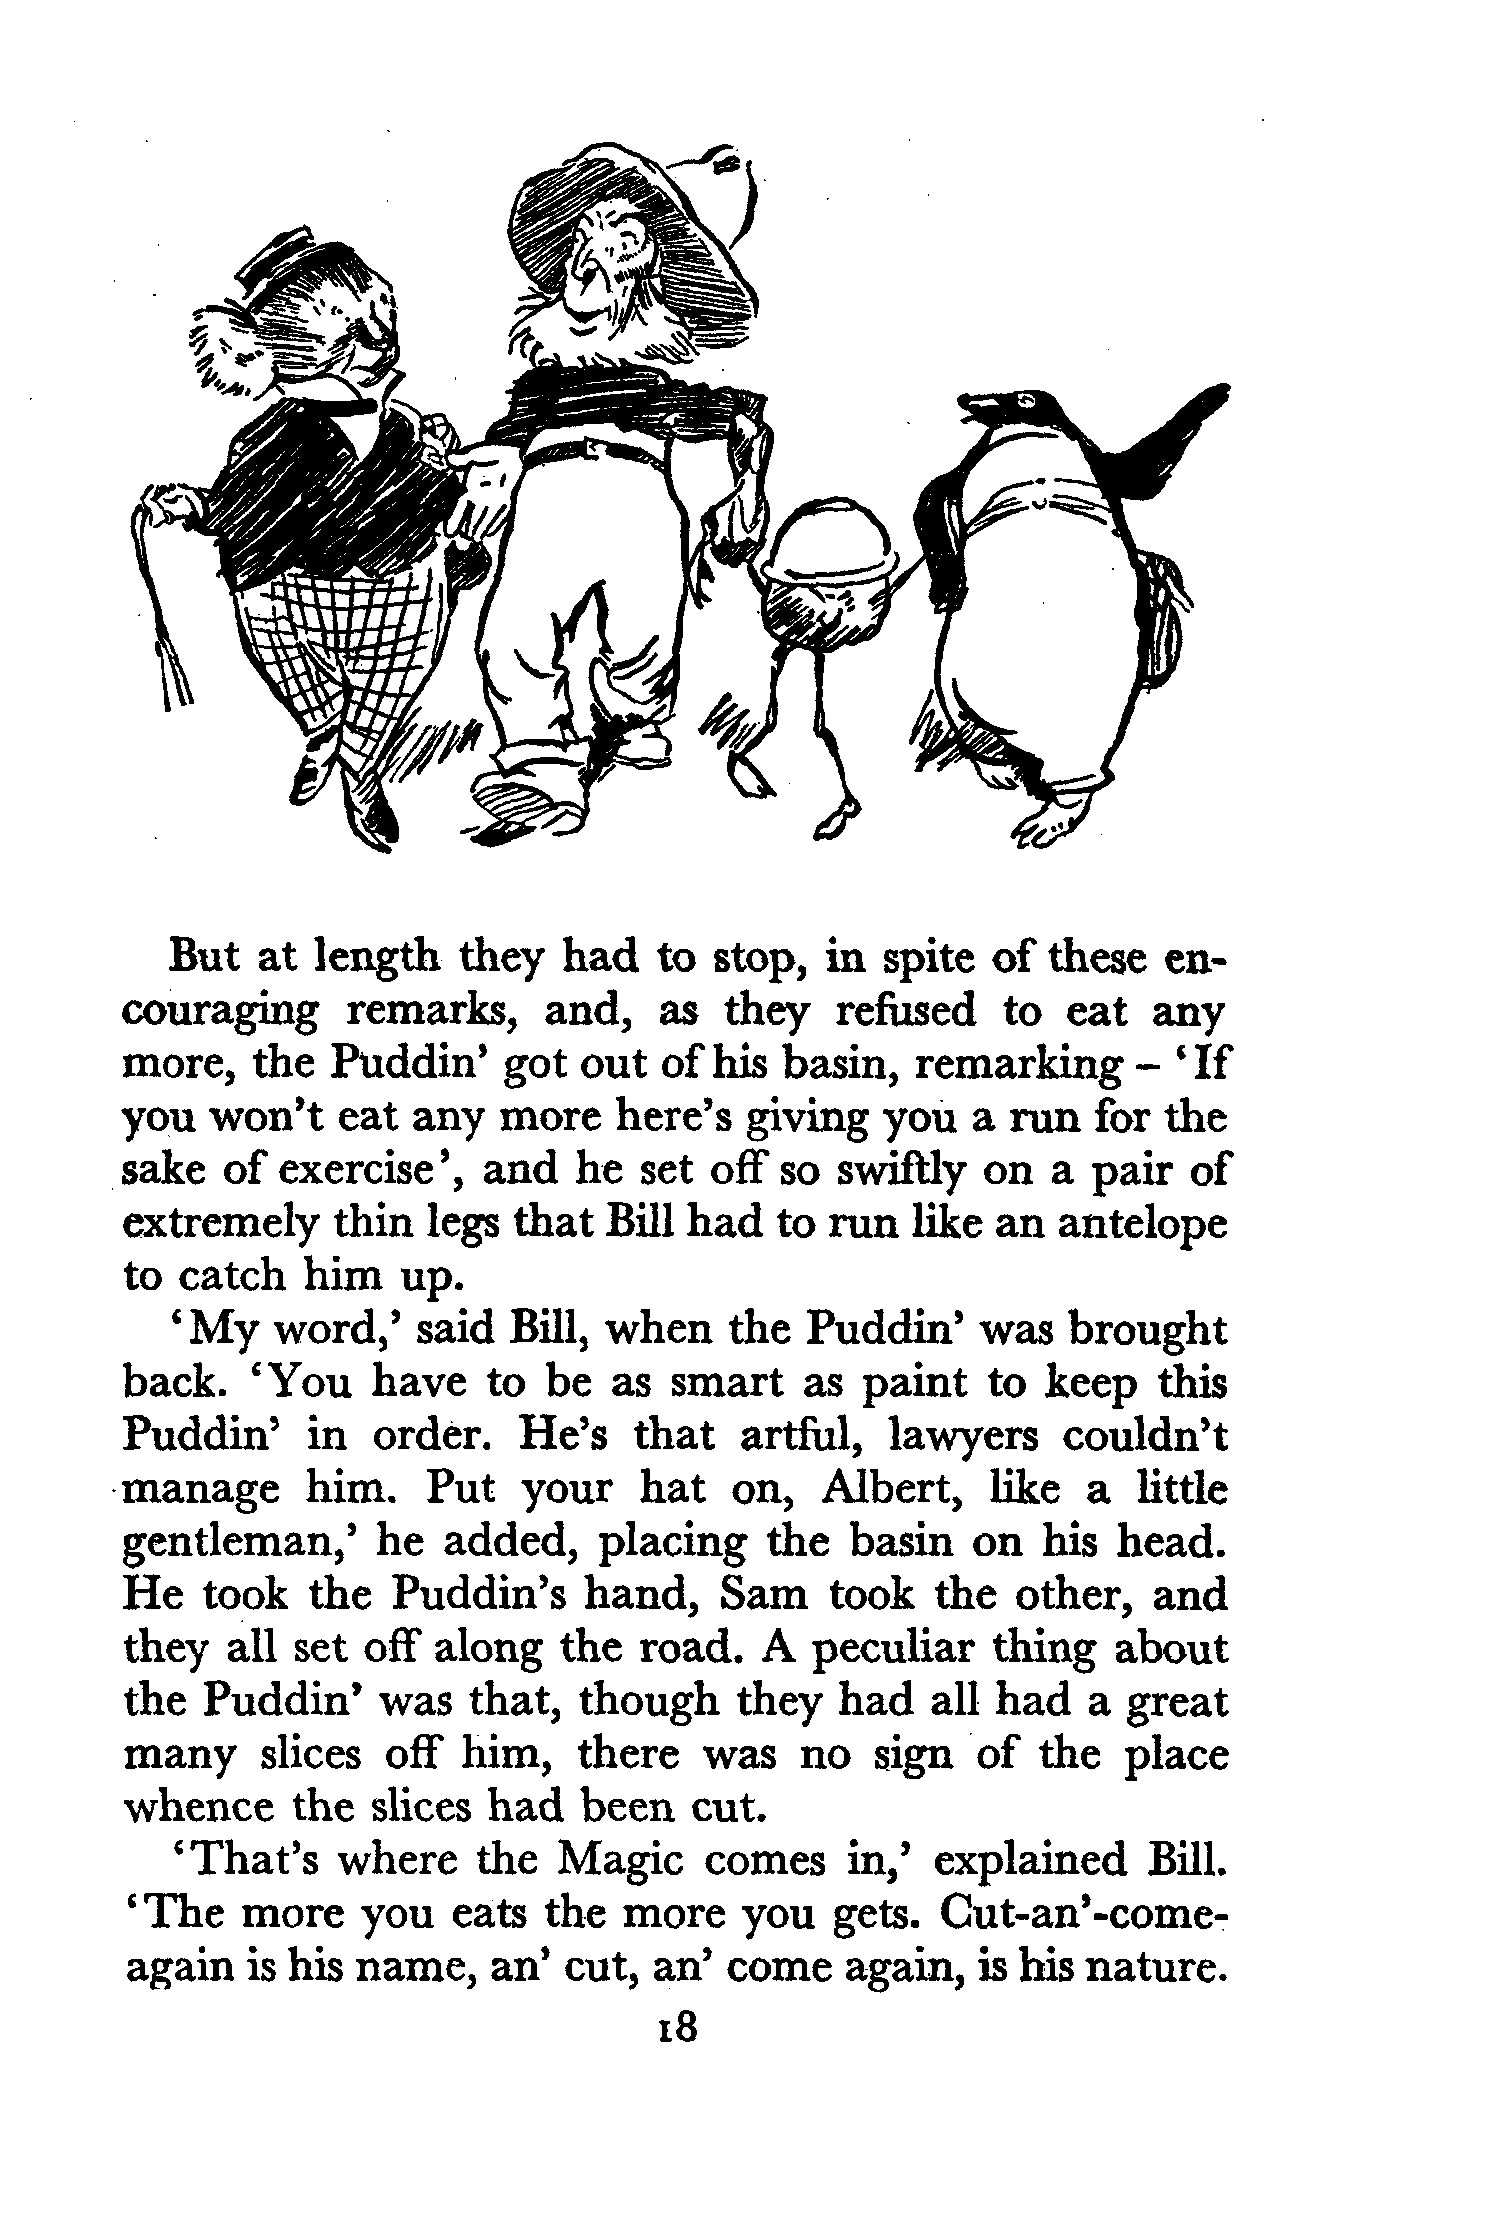 But at length they had to stop, in spite of these en-
couraging remarks, and, as they refused to eat any
more, the Puddin’ got out of his basin, remarking – ‘If
you won’t eat any more here’s giving you a run for the
sake of exercise’, and he set off so swiftly on a pair of
extremely thin legs that Bill had to run like an antelope
to catch him up.
‘My word,’ said Bill, when the Puddin’ was brought
back. ‘You have to be as smart as paint to keep this
Puddin’ in order. He’s that artful, lawyers couldn’t
manage him. Put your hat on, Albert, like a little
gentleman,’ he added, placing the basin on his head.
He took the Puddin’s hand, Sam took the other, and
they all set off along the road. A peculiar thing about
the Puddin’ was that, though they had all had a great
many slices off him, there was no sign of the place
whence the slices had been cut.
‘That’s where the Magic comes in,’ explained Bill.
‘The more you eats the more you gets. Cut-an’-come-
again is his name, an’ cut, an’ come again, is his nature.
18